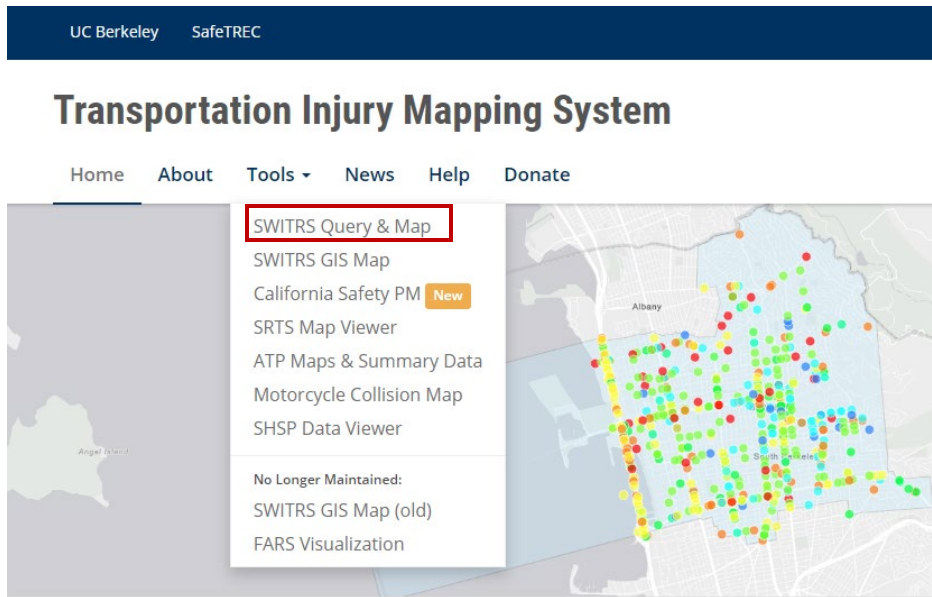 UC Berkeley SafeTREC
Transportation Injury Mapping System
Home About Tools News Help Donate
SWITRS Query & Map
SWITRS GIS Map
California Safety PM New
SRTS Map Viewer
ATP Maps & Summary Data
Motorcycle Collision Map
SHSP Data Viewer
No Longer Maintained:
SWITRS GIS Map (old)
FARS Visualization
Albany
Angel Island
South Berkeley